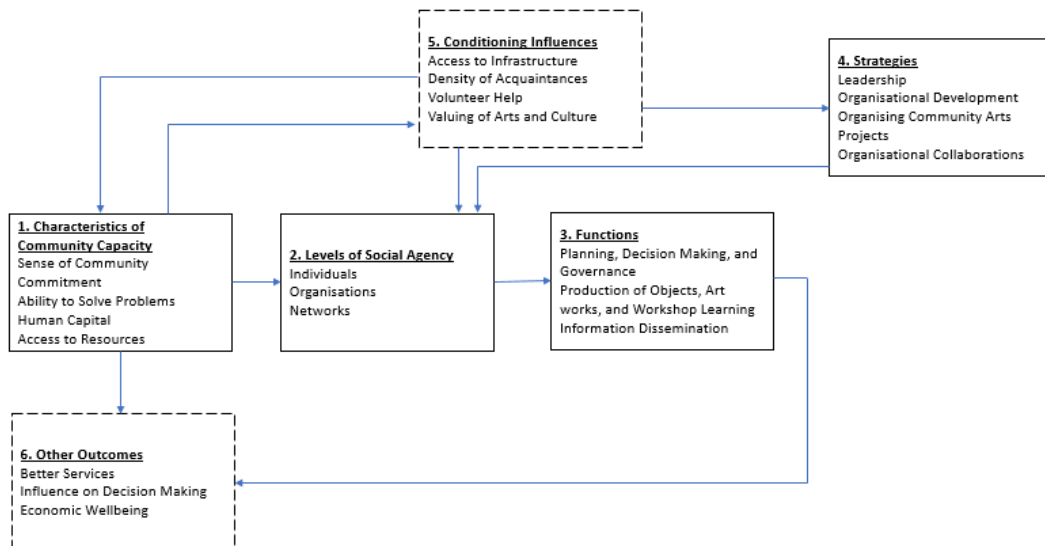 5. Conditioning Influences
Access to Infrastructure
Density of Acquaintances
Volunteer Help
Valuing of Arts and Culture
4. Strategies
Leadership
Organisational Development
Organising Community Arts
Projects
Organisational Collaborations
1. Characteristics of
Community Capacity
Sense of Community
Commitment
Ability to Solve Problems
Human Capital
Access to Resources
2. Levels of Social Agency
Individuals
Organisations
Networks
3. Functions
Planning, Decision Making, and
Governance
Production of Objects, Art
works, and Workshop Learning
Information Dissemination
6. Other Outcomes
Better Services
Influence on Decision Making
Economic Wellbeing